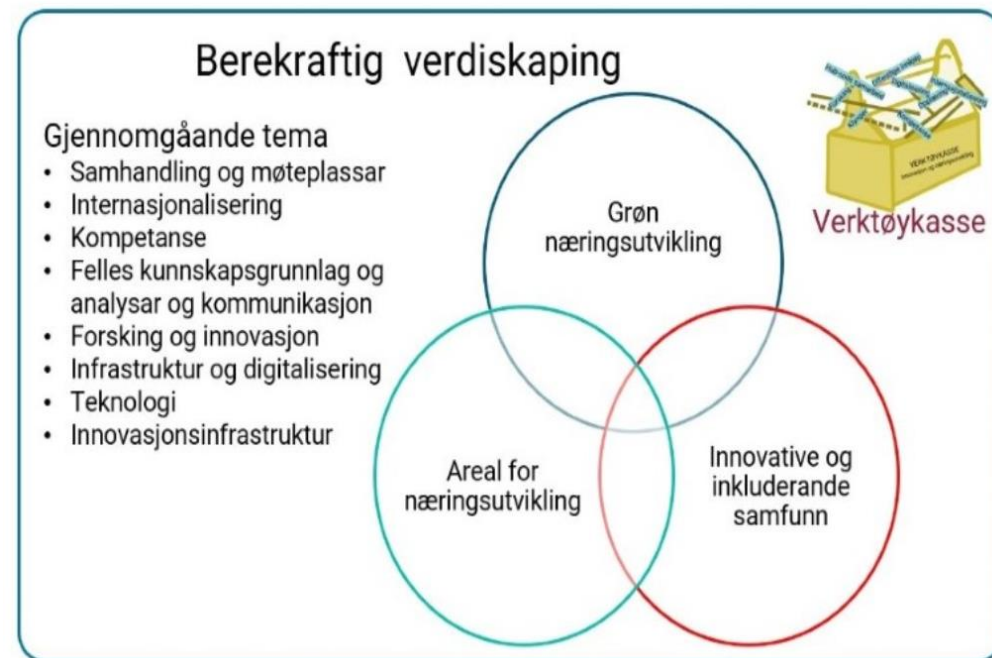 Berekraftig verdiskaping
Gjennomgåande tema
• Samhandling og møteplassar
• Internasjonalisering
• Kompetanse
• Felles kunnskapsgrunnlag og
analysar og kommunikasjon
• Forsking og innovasjon
• Infrastruktur og digitalisering
• Teknologi
• Innovasjonsinfrastruktur
Grøn
næringsutvikling
Areal for
næringsutvikling
Innovative og
inkluderande
samfunn
VERKTØYKASSE
Verktøykasse